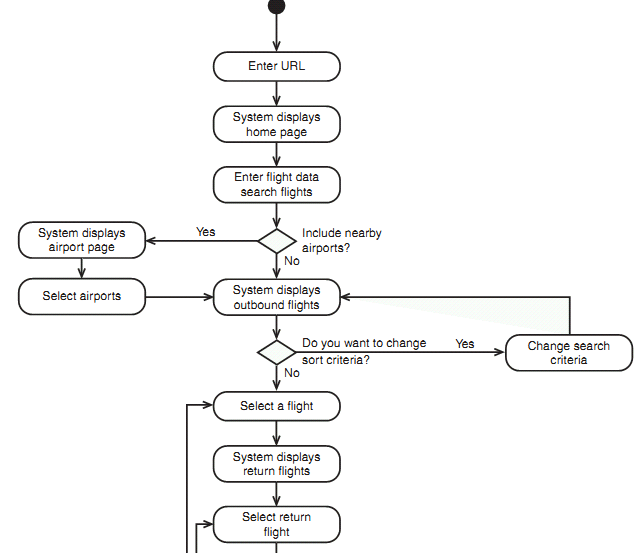 Enter URL
System displays
home page
Enter flight data
search flights
Yes
Include nearby
airports?
System displays
airport page
No
Select airports
System displays
outbound flights
Do you want to change
sort criteria?
Yes
Change search
criteria
No
Select a flight
System displays
return flights
Select return
flight